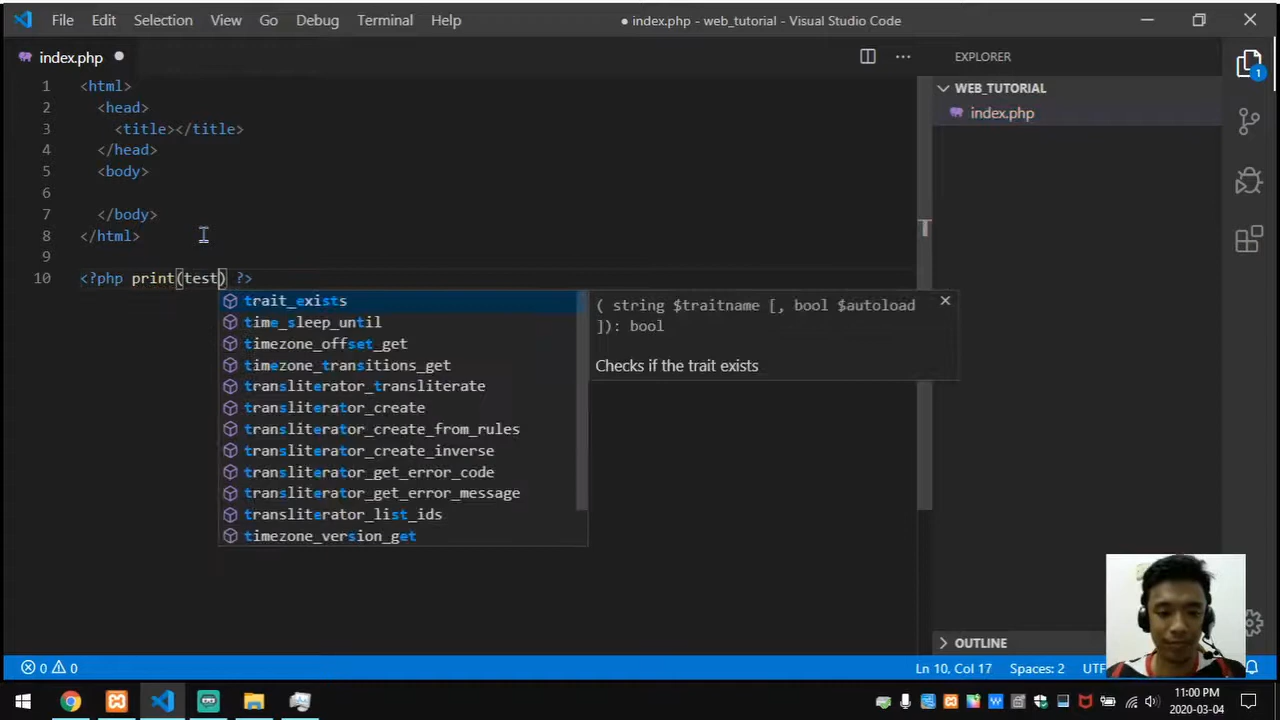 File Edit Selection View Go Debug Terminal Help ● index.php - web_tutorial - Visual Studio Code
index.php
EXPLORER
1 <html>
WEB_TUTORIAL
2 <head>
index.php
3 <title></title>
4 </head>
5 <body>
6
7 </body>
8 </html>
9
10 <?php print(test) ?>
trait_exists
time_sleep_until
timezone_offset_get
timezone_transitions_get
transliterator_transliterate
transliterator_create
transliterator_create_from_rules
transliterator_create_inverse
transliterator_get_error_code
transliterator_get_error_message
transliterator_list_ids
timezone_version_get
( string $traitname [, bool $autoload
]): bool
Checks if the trait exists
1
OUTLINE
0 0
Ln 10, Col 17 Spaces: 2 UTF
11:00 PM
2020-03-04